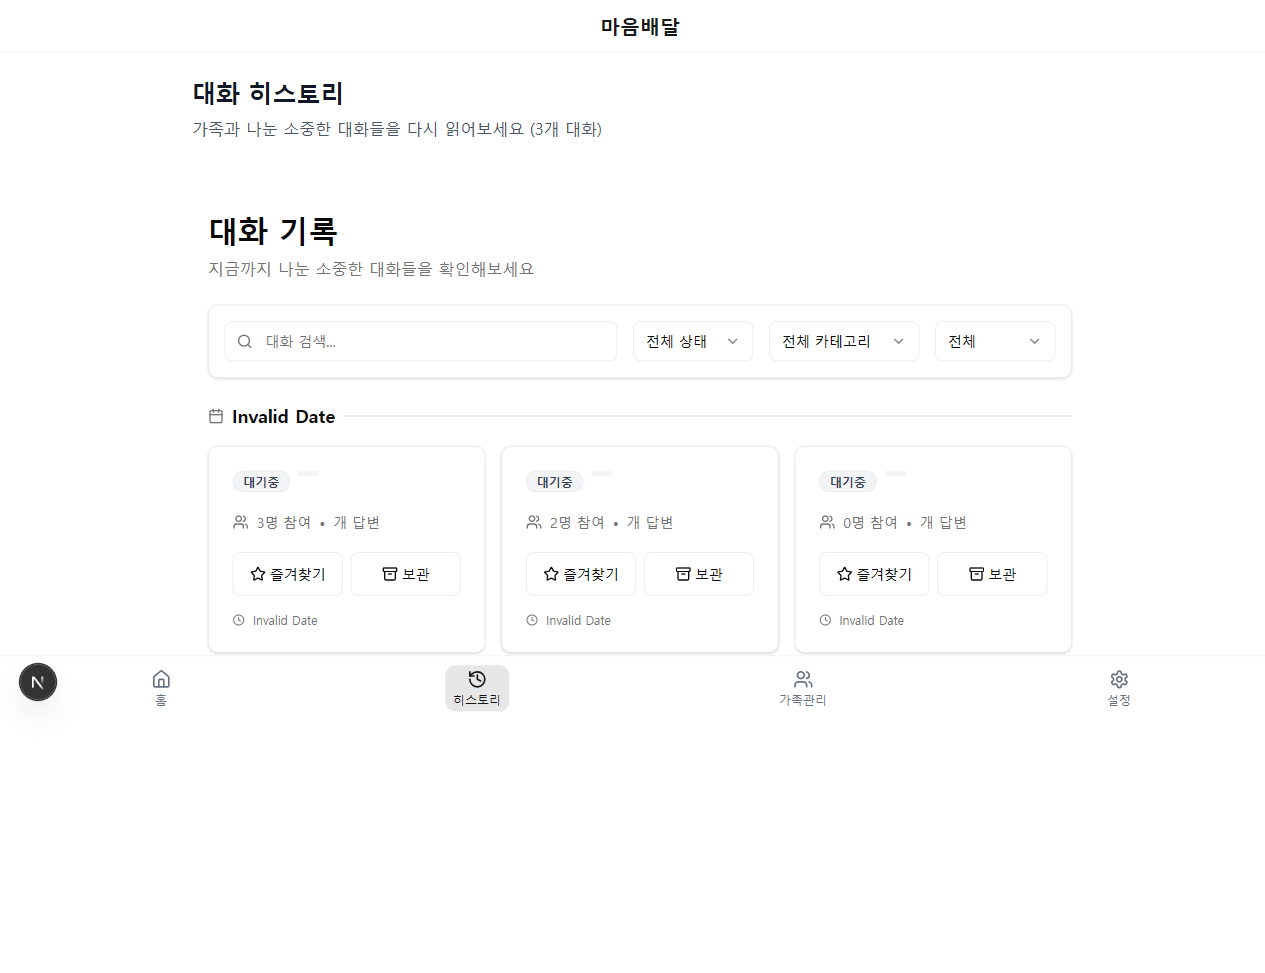 마음배달
대화 히스토리
가족과 나눈 소중한 대화들을 다시 읽어보세요 (3개 대화)
대화 기록
지금까지 나눈 소중한 대화들을 확인해보세요
대화 검색...
전체 상태
전체 카테고리
전체
Invalid Date
대기중
3명 참여 • 개 답변
즐겨찾기
보관
Invalid Date
대기중
2명 참여 • 개 답변
즐겨찾기
보관
Invalid Date
대기중
0명 참여 • 개 답변
즐겨찾기
보관
Invalid Date
N
홈
히스토리
가족관리
설정